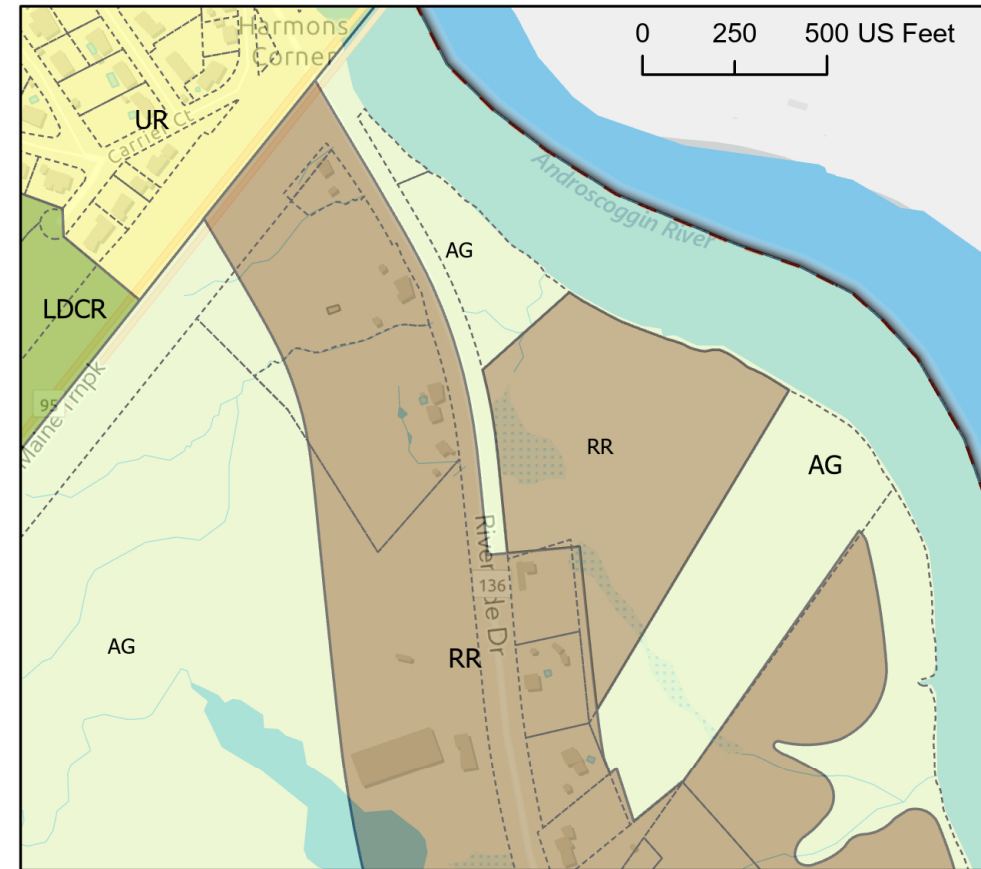 Harmons
Corner
0 250 500 US Feet
UR
Carrier Ct
Androscoggin River
AG
LDCR
95
Maine Trnpk
RR
AG
River de Dr
136
AG
RR